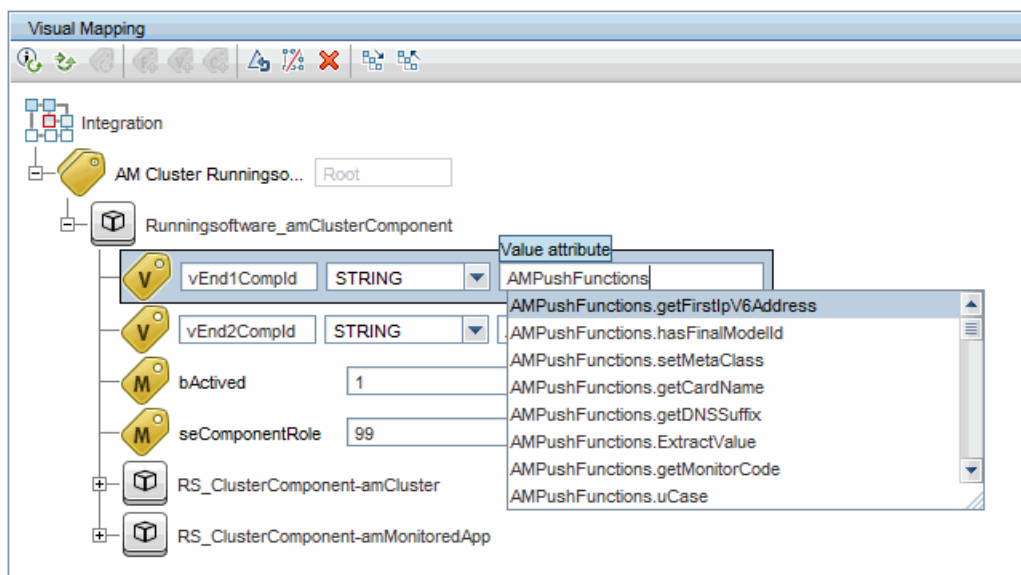 Visual Mapping
Integration
AM Cluster Runningso... Root
Runningsoftware_amClusterComponent
Value attribute
V vEnd1CompId STRING AMPushFunctions
AMPushFunctions.getFirstIpV6Address
V vEnd2CompId STRING
AMPushFunctions.hasFinalModelId
AMPushFunctions.setMetaClass
M bActived 1
AMPushFunctions.getCardName
AMPushFunctions.getDNSSuffix
M seComponentRole 99
AMPushFunctions.ExtractValue
AMPushFunctions.getMonitorCode
RS_ClusterComponent-amCluster
AMPushFunctions.uCase
RS_ClusterComponent-amMonitoredApp